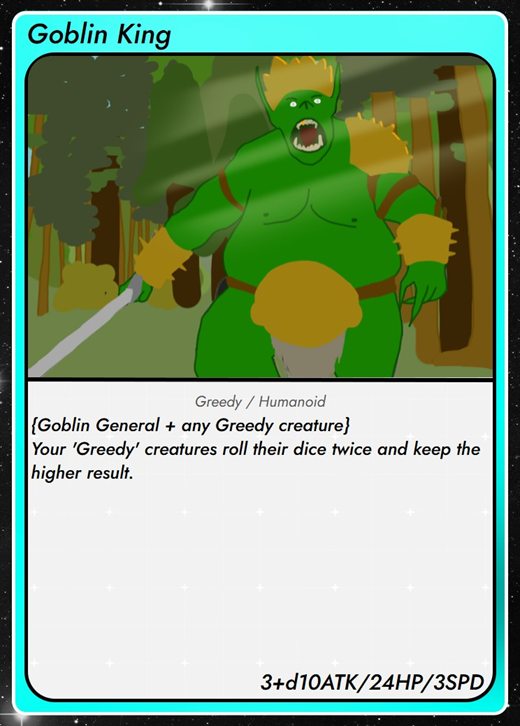 Goblin King
Greedy / Humanoid
{Goblin General + any Greedy creature}
Your 'Greedy' creatures roll their dice twice and keep the
higher result.
3+d10ATK/24HP/3SPD